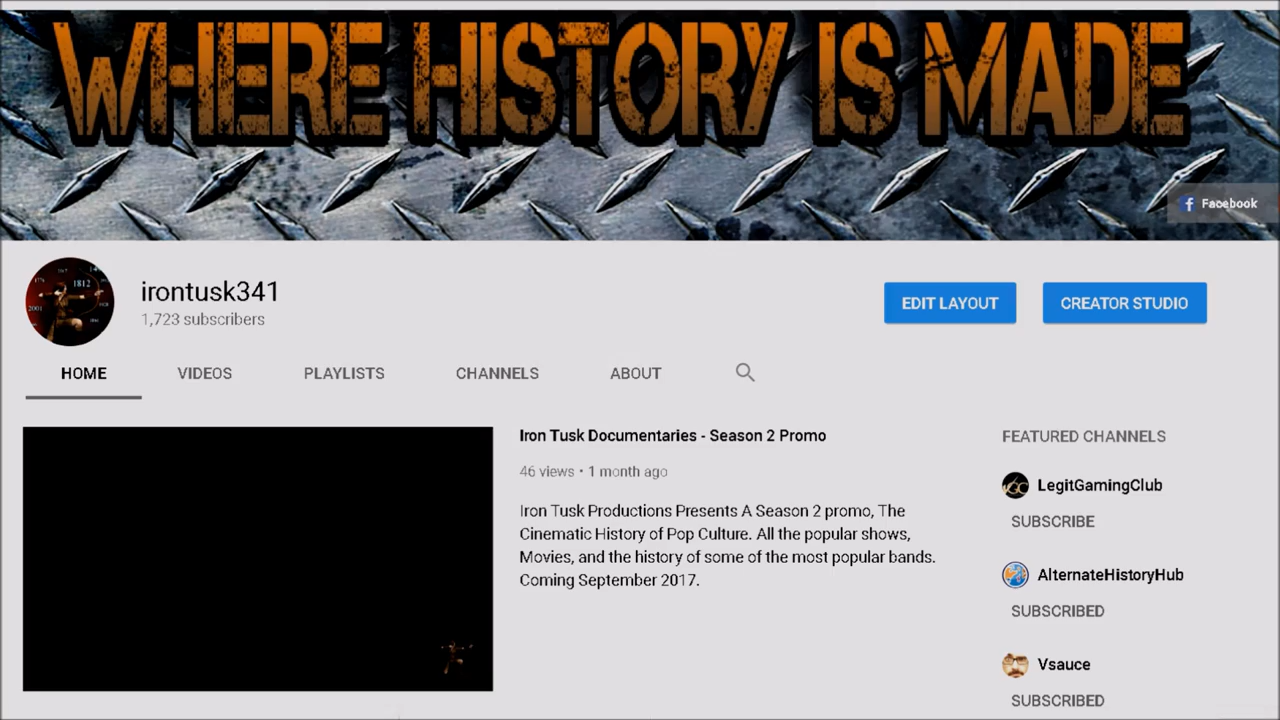 WHERE HISTORY IS MADE
Facebook
1812
2001
irontusk341
1,723 subscribers
EDIT LAYOUT
CREATOR STUDIO
HOME
VIDEOS
PLAYLISTS
CHANNELS
ABOUT
Iron Tusk Documentaries - Season 2 Promo
46 views • 1 month ago
Iron Tusk Productions Presents A Season 2 promo, The
Cinematic History of Pop Culture. All the popular shows,
Movies, and the history of some of the most popular bands.
Coming September 2017.
FEATURED CHANNELS
LegitGamingClub
SUBSCRIBE
AlternateHistoryHub
SUBSCRIBED
Vsauce
SUBSCRIBED